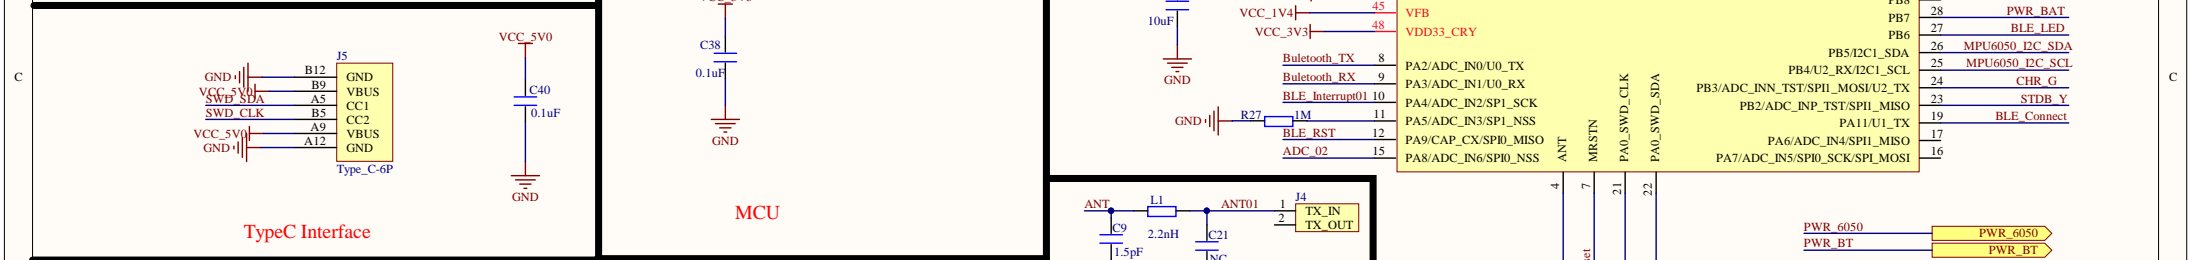 C
J5
GND
B12
GND
VCC_5V0
B9
VBUS
SWD_SDA
A5
CC1
SWD_CLK
B5
CC2
VCC_5V0
A9
VBUS
GND
A12
GND
Type_C-6P
VCC_5V0
C40
0.1uF
GND
TypeC Interface
C38
0.1uF
GND
MCU
10uF
GND
VCC_1V4
45
VFB
VCC_3V3
48
VDD33_CRY
Buletooth_TX
8
PA2/ADC_IN0/U0_TX
Buletooth_RX
9
PA3/ADC_IN1/U0_RX
BLE_Interrupt01
10
PA4/ADC_IN2/SP1_SCK
GND
R27
1M
11
PA5/ADC_IN3/SP1_NSS
BLE_RST
12
PA9/CAP_CX/SPI0_MISO
ADC_02
15
PA8/ADC_IN6/SPI0_NSS
ANT
MRSTN
PA0_SWD_CLK
PA0_SWD_SDA
4
7
21
22
PB8
PB7
28
PWR_BAT
PB6
27
BLE_LED
PB5/I2C1_SDA
26
MPU6050_I2C_SDA
PB4/U2_RX/I2C1_SCL
25
MPU6050_I2C_SCL
PB3/ADC_INN_TST/SPI1_MOSI/U2_TX
24
CHR_G
PB2/ADC_INP_TST/SPI1_MISO
23
STDB_Y
PA11/U1_TX
19
BLE_Connect
PA6/ADC_IN4/SPI1_MISO
17
PA7/ADC_IN5/SPI0_SCK/SPI_MOSI
16
ANT
L1
2.2nH
ANT01
J4
1
TX_IN
2
TX_OUT
C9
1.5pF
C21
NC
PWR_6050
PWR_6050
PWR_BT
PWR_BT
C